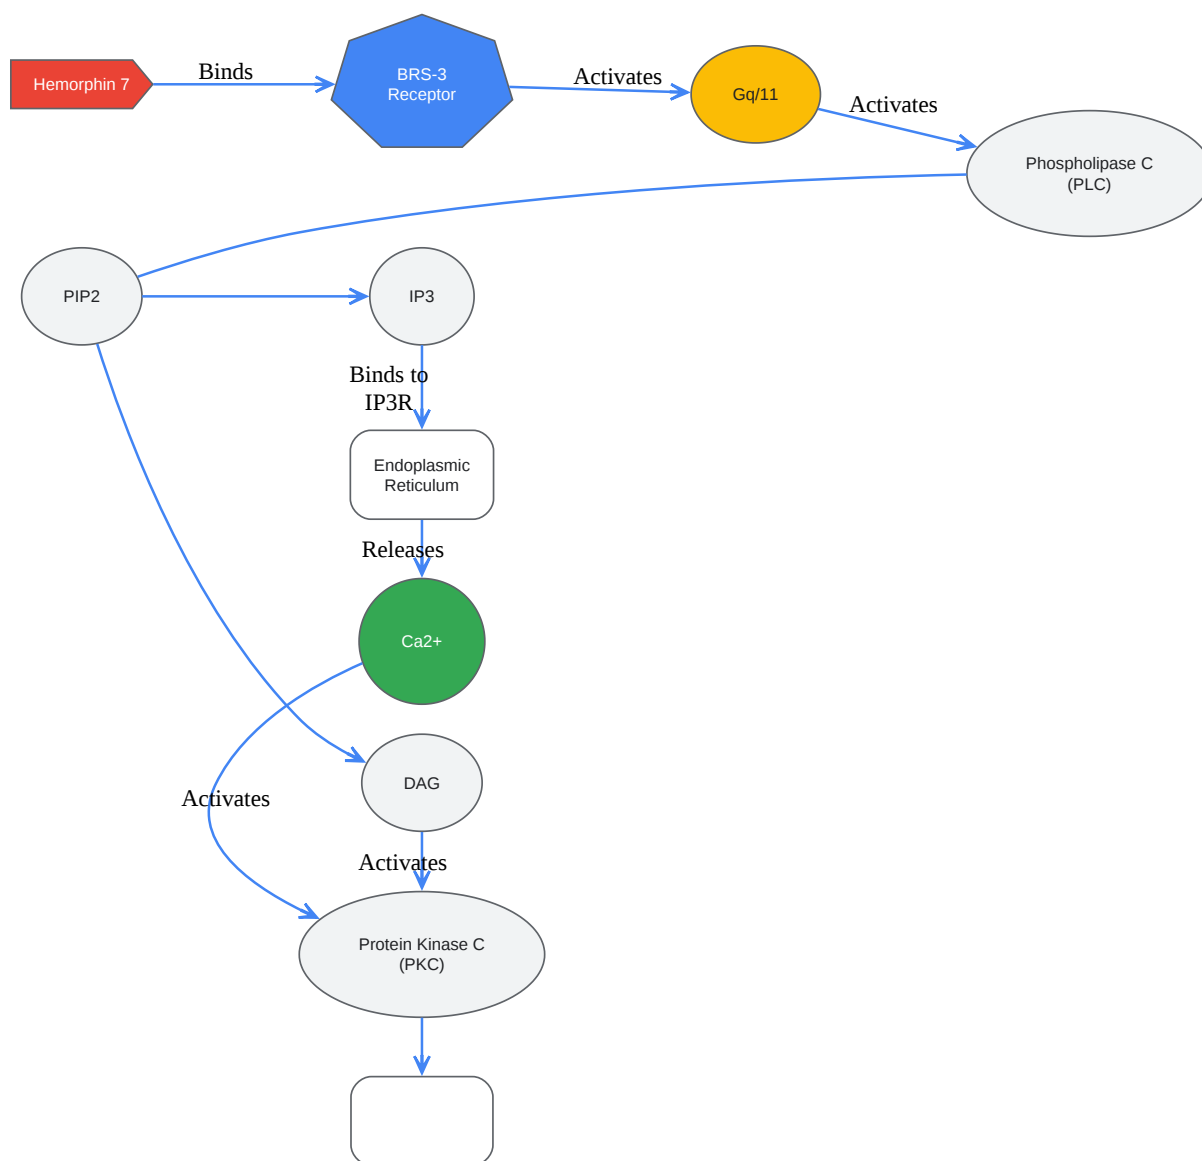 Hemorphin 7
Binds
BRS-3
Receptor
Activates
Gq/11
Activates
Phospholipase C
(PLC)
PIP2
IP3
Binds to
IP3R
Endoplasmic
Reticulum
Releases
Ca2+
Activates
DAG
Activates
Protein Kinase C
(PKC)